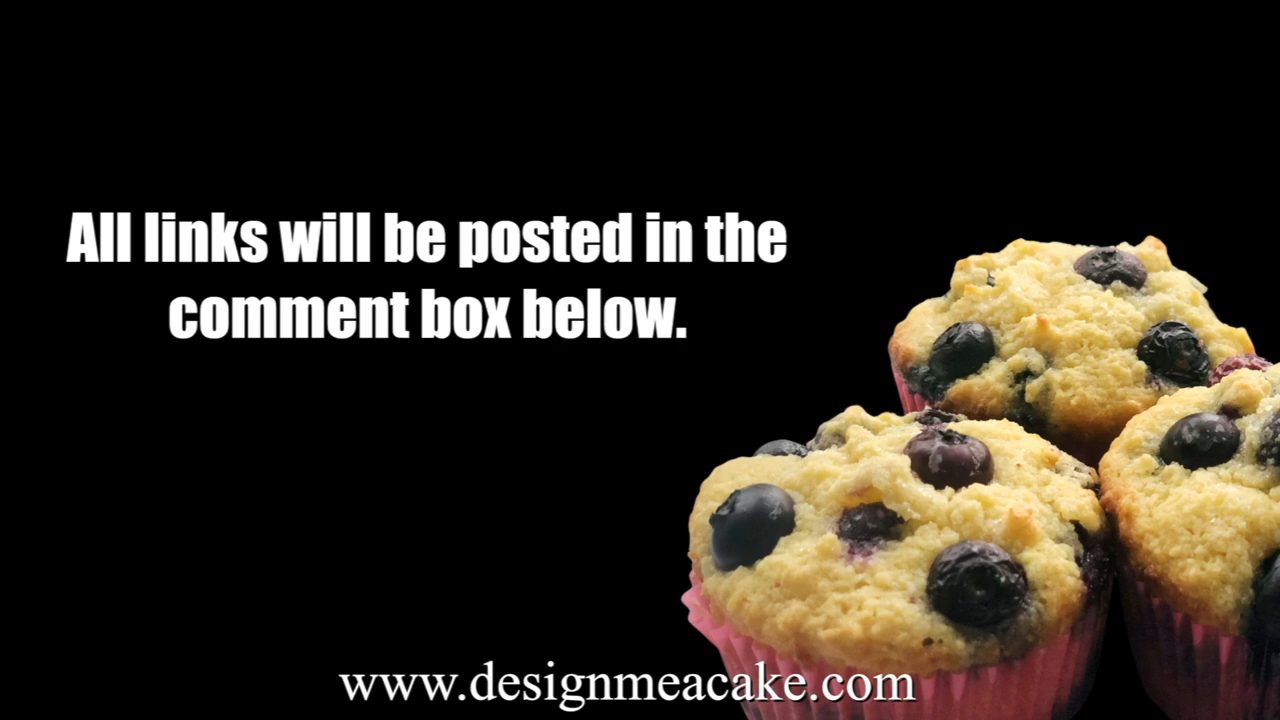 All links will be posted in the
comment box below.
www.designmeacake.com